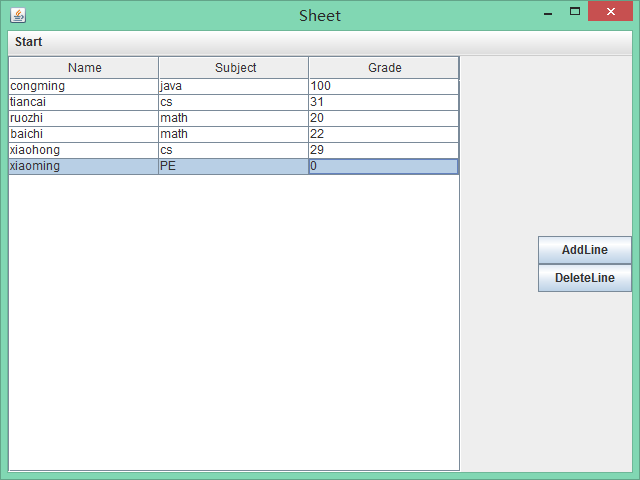 Sheet
Start
Name Subject Grade
congming java 100
tiancai cs 31
ruozhi math 20
baichi math 22
xiaohong cs 29
xiaoming PE 0
AddLine
DeleteLine